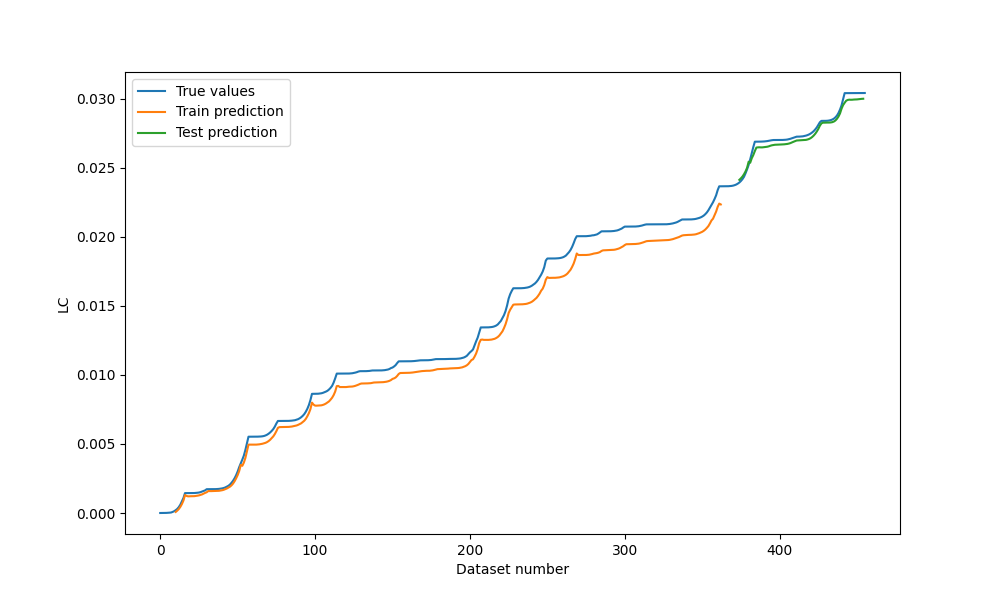 True values
Train prediction
Test prediction
0.030
0.025
0.020
0.015
0.010
0.005
0.000
LC
0 100 200 300 400
Dataset number